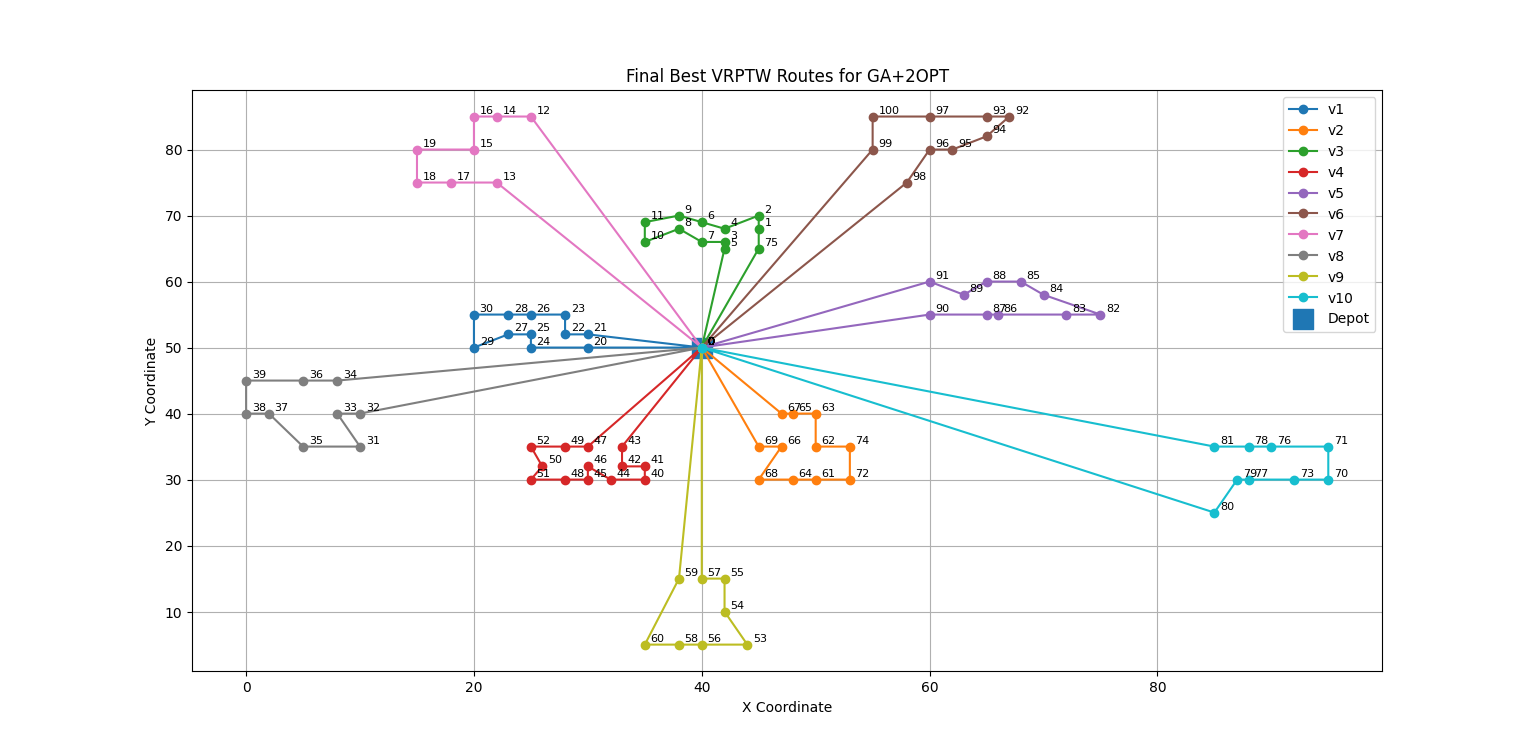 Final Best VRPTW Routes for GA+2OPT
16 14 12 100 97 93 92
94
19 15 99 96 95
18 17 13 98
11 9 6 4 2
8 1
10 7 3
5 75
91 88 85
89 84
30 28 26 23 90 87 86 83 82
27 25 22 21
29 24 20 0
39 36 34
38 37 33 32 67 65 63
35 31 52 49 47 43 69 66 62 74 81 78 76 71
50 46 42 41
51 48 45 44 40 68 64 61 72 79 77 73 70
80
59 57 55
54
60 58 56 53
v1
v2
v3
v4
v5
v6
v7
v8
v9
v10
Depot
80
70
60
50
40
30
20
10
Y Coordinate
0 20 40 60 80
X Coordinate